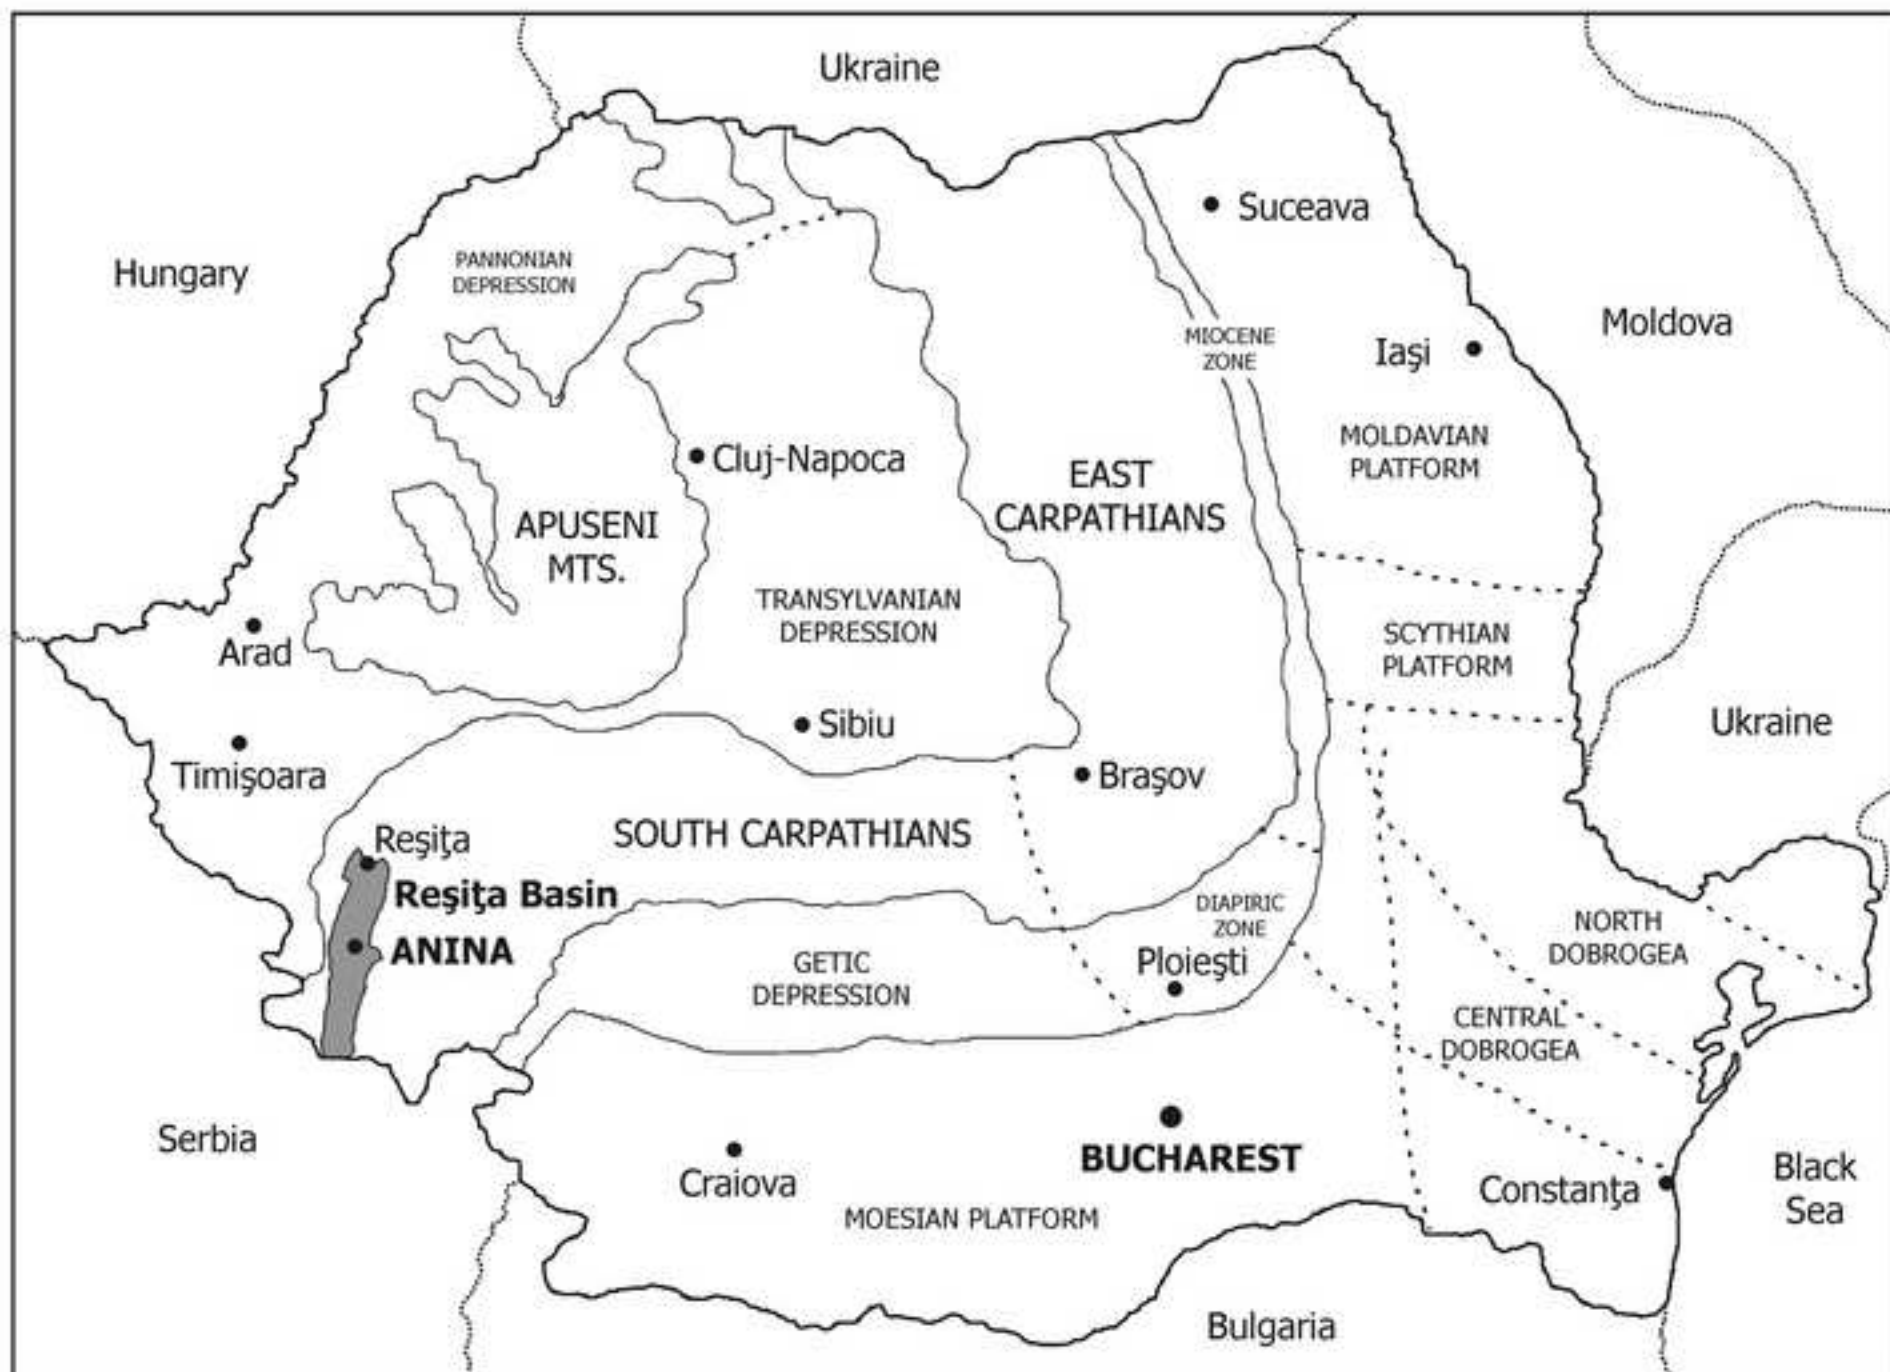 Ukraine
Suceava
Hungary
PANNONIAN
DEPRESSION
Moldova
MIOCENE
ZONE
Iaşi
MOLDAVIAN
PLATFORM
Cluj-Napoca
EAST
CARPATHIANS
APUSENI
MTS.
TRANSYLVANIAN
DEPRESSION
SCYTHIAN
PLATFORM
Arad
Sibiu
Ukraine
Timişoara
Braşov
Reşiţa
SOUTH CARPATHIANS
Reşiţa Basin
ANINA
DIAPIRIC
ZONE
NORTH
DOBROGEA
GETIC
DEPRESSION
Ploieşti
CENTRAL
DOBROGEA
Serbia
Craiova
BUCHAREST
Constanţa
Black
Sea
MOESIAN PLATFORM
Bulgaria